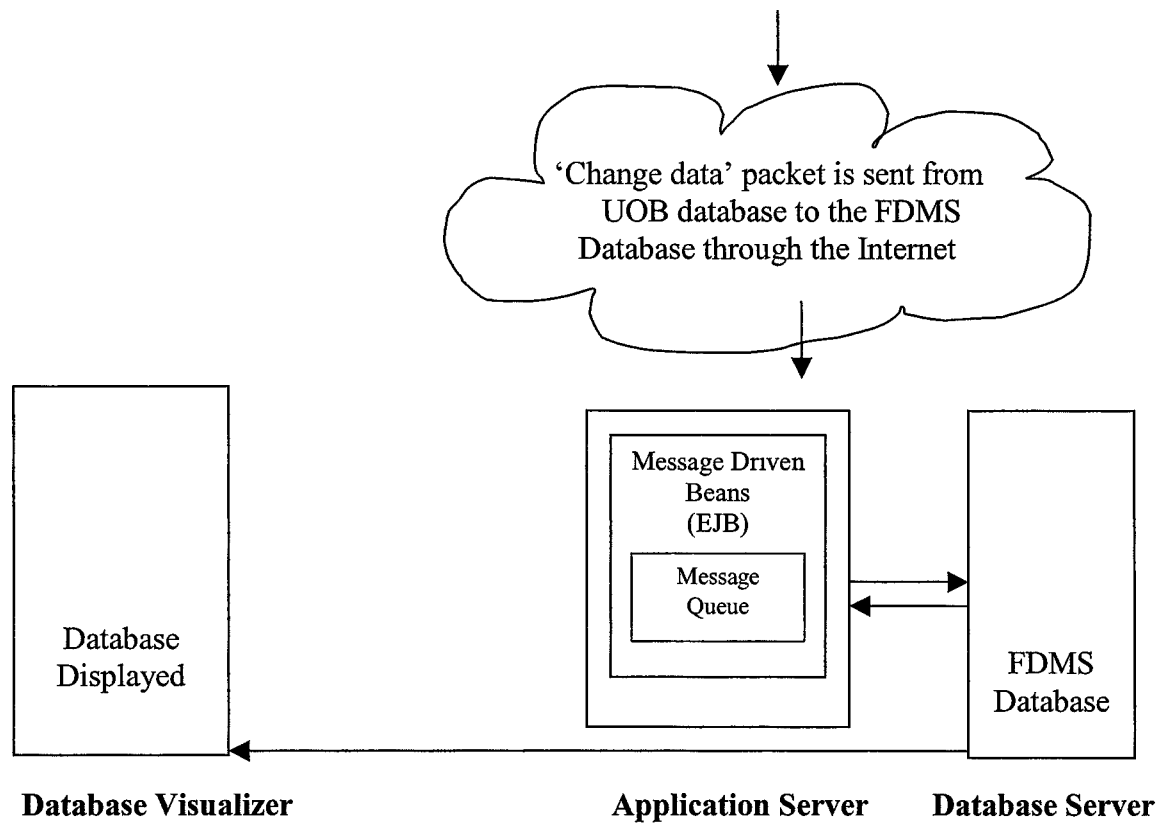 ‘Change data’ packet is sent from
UOB database to the FDMS
Database through the Internet
Message Driven
Beans
(EJB)
Message
Queue
Database
Displayed
FDMS
Database
Database Visualizer
Application Server
Database Server